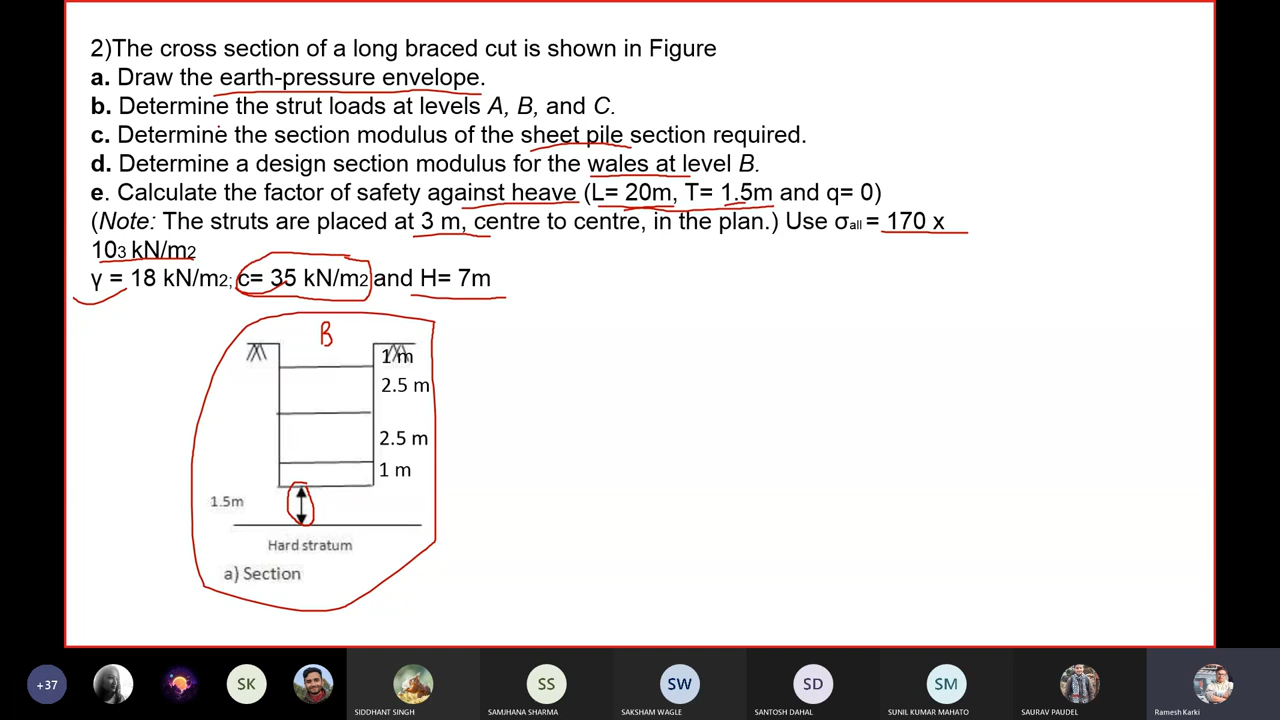 2)The cross section of a long braced cut is shown in Figure
a. Draw the earth-pressure envelope.
b. Determine the strut loads at levels A, B, and C.
c. Determine the section modulus of the sheet pile section required.
d. Determine a design section modulus for the wales at level B.
e. Calculate the factor of safety against heave (L= 20m, T= 1.5m and q= 0)
(Note: The struts are placed at 3 m, centre to centre, in the plan.) Use σall = 170 x
103 kN/m2
γ = 18 kN/m2; c= 35 kN/m2 and H= 7m
B
1 m
2.5 m
2.5 m
1 m
1.5m
Hard stratum
a) Section
+37
SK
SS
SW
SD
SM
SIDDHANT SINGH
SAMJHANA SHARMA
SAKSHAM WAGLE
SANTOSH DAHAL
SUNIL KUMAR MAHATO
SAURAV PAUDEL
Ramesh Karki